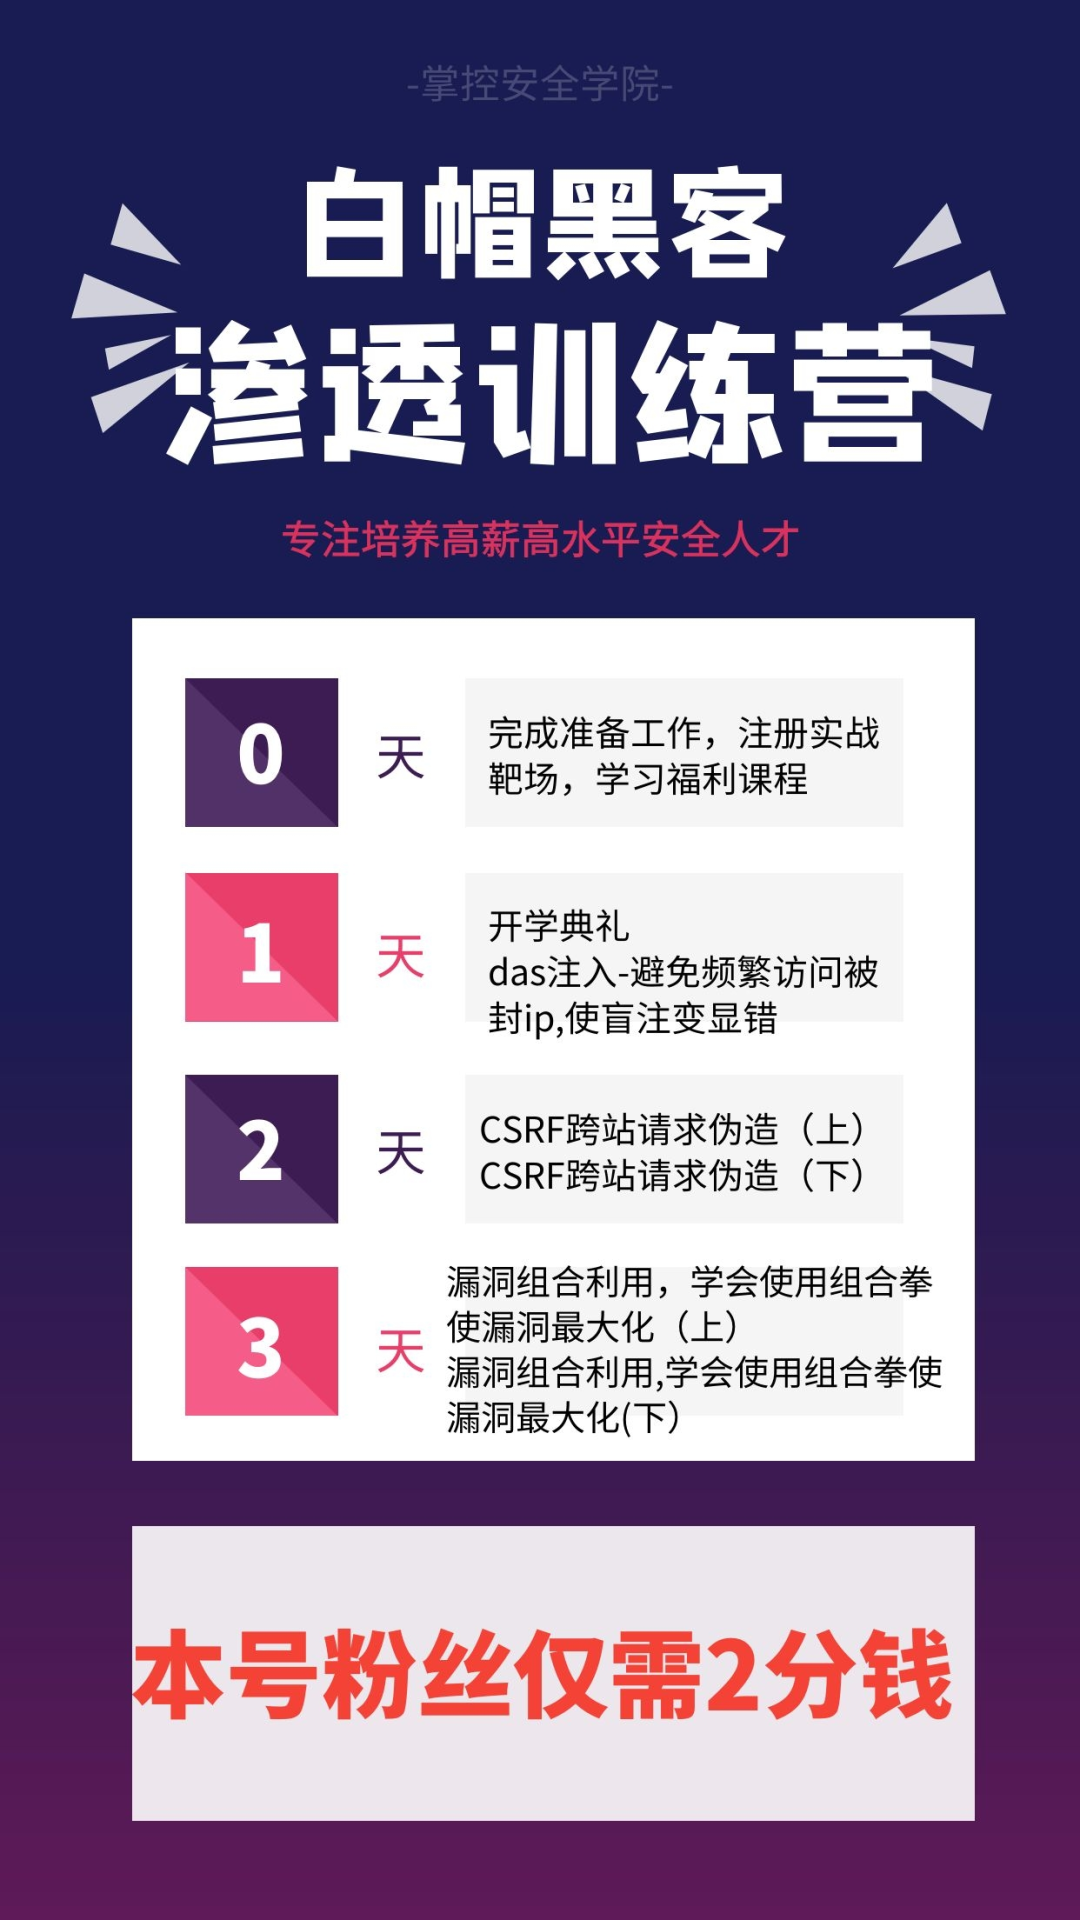 -掌控安全学院-
白帽黑客
渗透训练营
专注培养高薪高水平安全人才
0
天
完成准备工作，注册实战
靶场，学习福利课程
1
天
开学典礼
das注入-避免频繁访问被
封ip,使盲注变显错
2
天
CSRF跨站请求伪造（上）
CSRF跨站请求伪造（下）
3
天
漏洞组合利用，学会使用组合拳
使漏洞最大化（上）
漏洞组合利用,学会使用组合拳使
漏洞最大化(下）
本号粉丝仅需2分钱